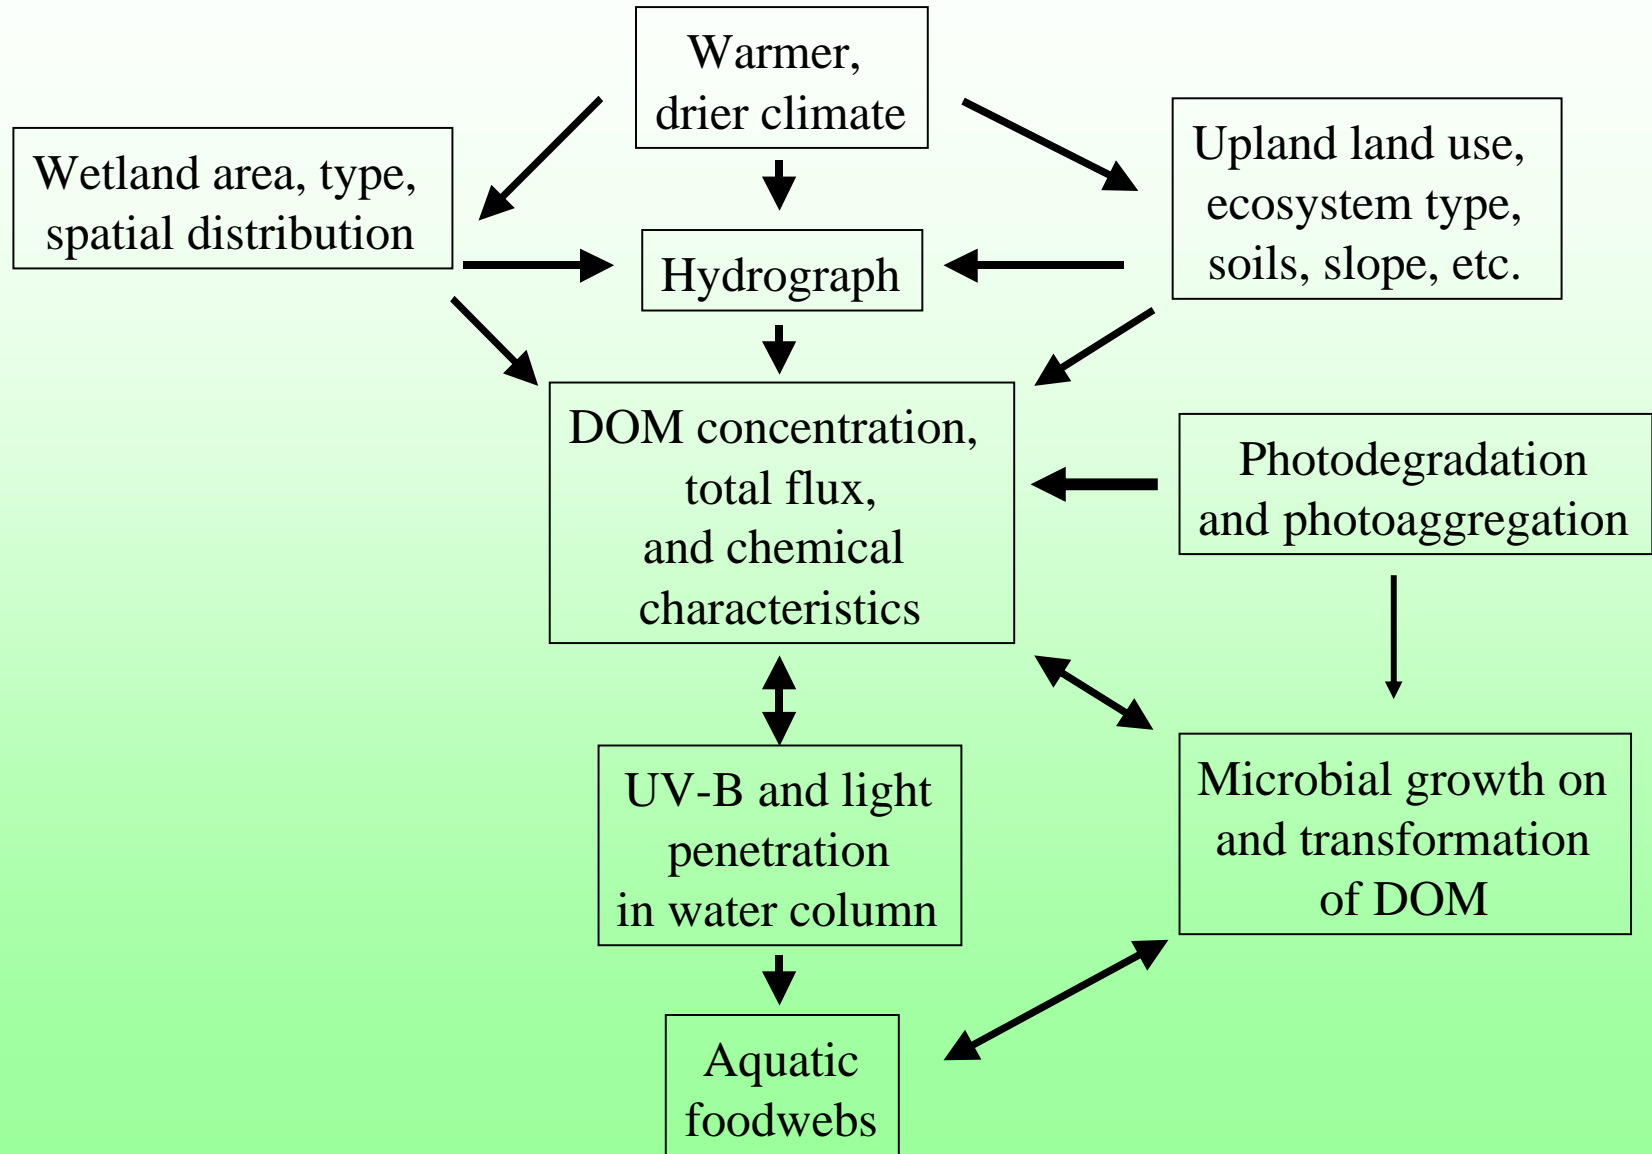 Warmer,
drier climate
Wetland area, type,
spatial distribution
Upland land use,
ecosystem type,
soils, slope, etc.
Hydrograph
DOM concentration,
total flux,
and chemical
characteristics
Photodegradation
and photoaggregation
UV-B and light
penetration
in water column
Microbial growth on
and transformation
of DOM
Aquatic
foodwebs